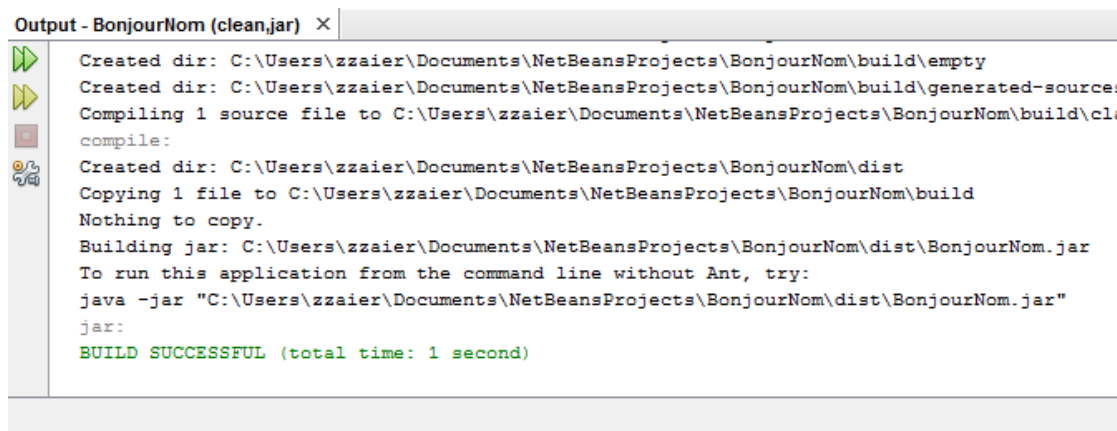 Output - BonjourNom (clean,jar) ×
Created dir: C:\Users\zzaier\Documents\NetBeansProjects\BonjourNom\build\empty
Created dir: C:\Users\zzaier\Documents\NetBeansProjects\BonjourNom\build\generated-sources
Compiling 1 source file to C:\Users\zzaier\Documents\NetBeansProjects\BonjourNom\build\cla
compile:
Created dir: C:\Users\zzaier\Documents\NetBeansProjects\BonjourNom\dist
Copying 1 file to C:\Users\zzaier\Documents\NetBeansProjects\BonjourNom\build
Nothing to copy.
Building jar: C:\Users\zzaier\Documents\NetBeansProjects\BonjourNom\dist\BonjourNom.jar
To run this application from the command line without Ant, try:
java -jar "C:\Users\zzaier\Documents\NetBeansProjects\BonjourNom\dist\BonjourNom.jar"
jar:
BUILD SUCCESSFUL (total time: 1 second)